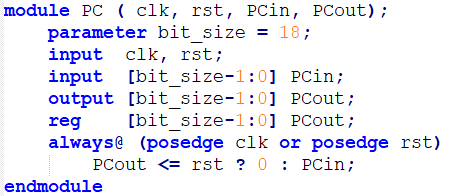 module PC ( clk, rst, PCin, PCout);
parameter bit_size = 18;
input clk, rst;
input [bit_size-1:0] PCin;
output [bit_size-1:0] PCout;
reg [bit_size-1:0] PCout;
always@ (posedge clk or posedge rst)
PCout <= rst ? 0 : PCin;
endmodule